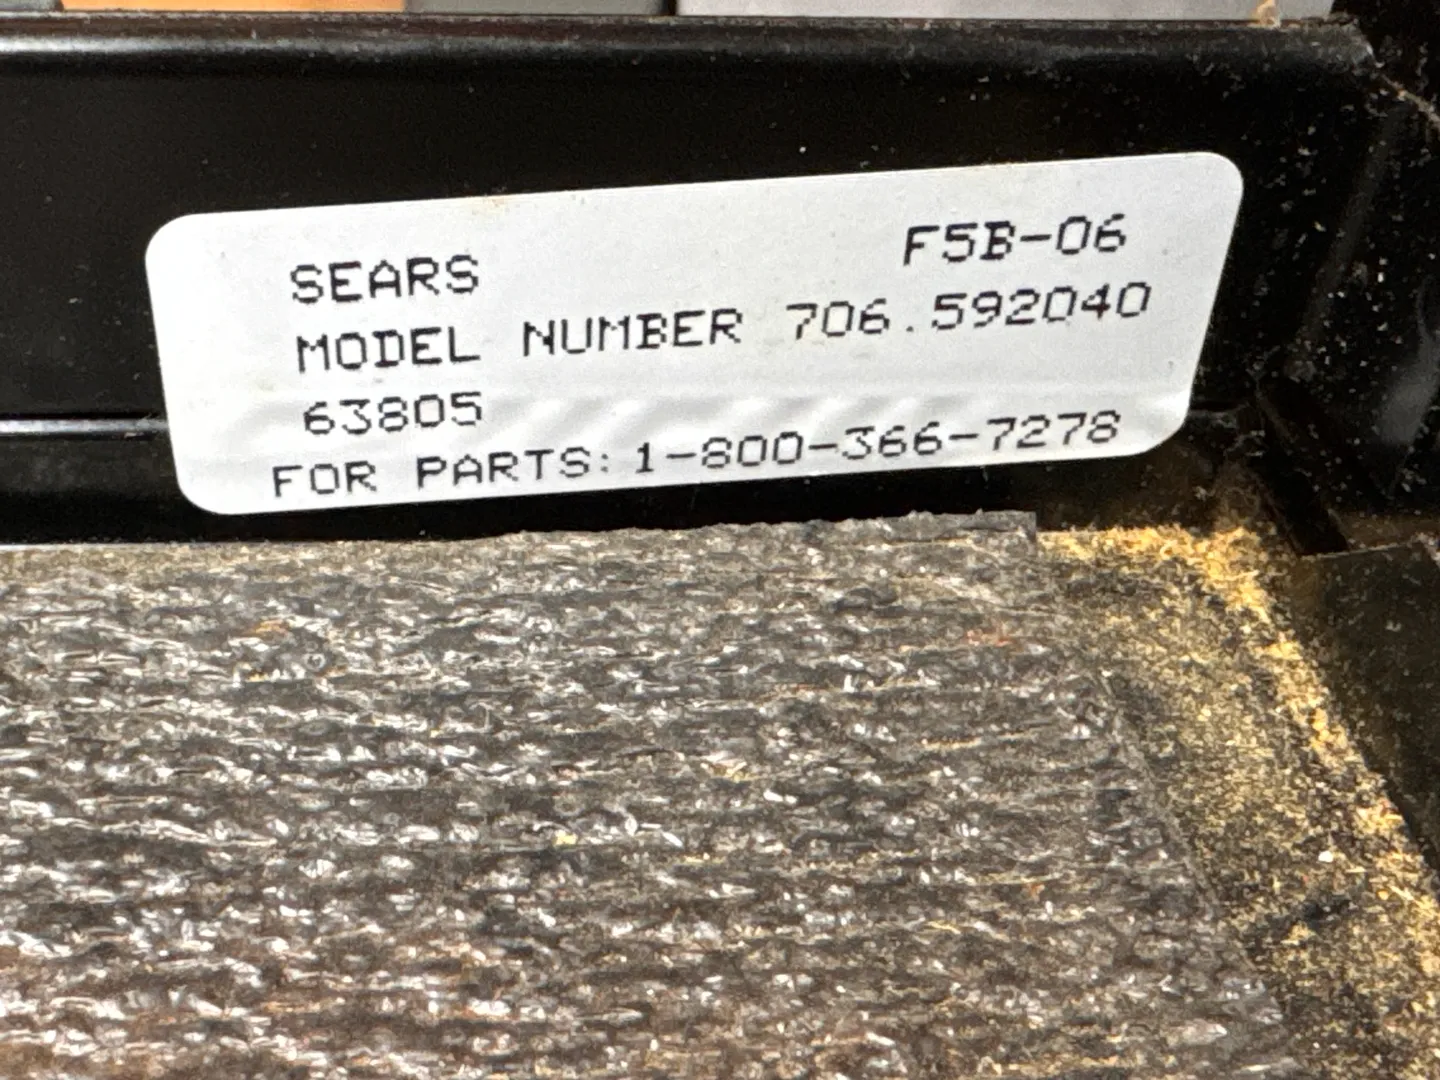 SEARS F5B-06
MODEL NUMBER 706.592040
63805
FOR PARTS: 1-800-366-7278